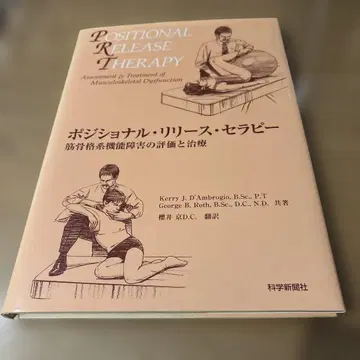 POSITIONAL
RELEASE
THERAPY
Assessment & Treatment of
Musculoskeletal Dysfunction
ポジショナル・リリース・セラピー
筋骨格系機能障害の評価と治療
Kerry J. D'Ambrogio, B.Sc., P.T
George B. Roth, B.Sc., D.C., N.D. 共著
櫻井 京D.C. 翻訳
科学新聞社